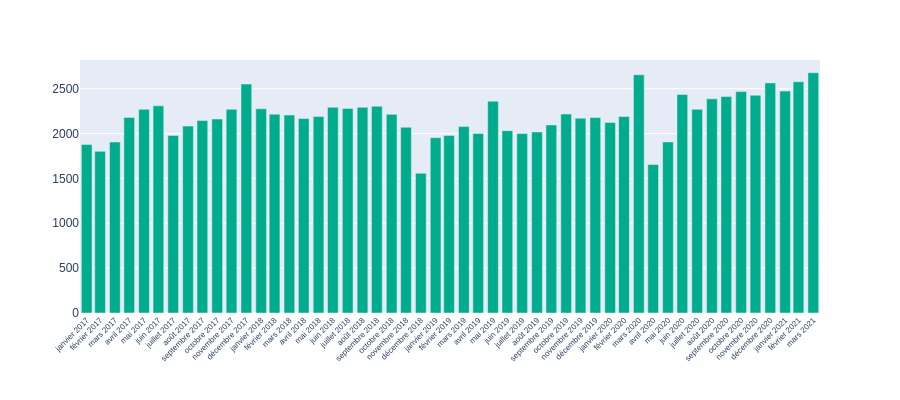 2500
2000
1500
1000
500
0
janvier 2017
février 2017
mars 2017
avril 2017
mai 2017
juin 2017
juillet 2017
août 2017
septembre 2017
octobre 2017
novembre 2017
décembre 2017
janvier 2018
février 2018
mars 2018
avril 2018
mai 2018
juin 2018
juillet 2018
août 2018
septembre 2018
octobre 2018
novembre 2018
décembre 2018
janvier 2019
février 2019
mars 2019
avril 2019
mai 2019
juin 2019
juillet 2019
août 2019
septembre 2019
octobre 2019
novembre 2019
décembre 2019
janvier 2020
février 2020
mars 2020
avril 2020
mai 2020
juin 2020
juillet 2020
août 2020
septembre 2020
octobre 2020
novembre 2020
décembre 2020
janvier 2021
février 2021
mars 2021